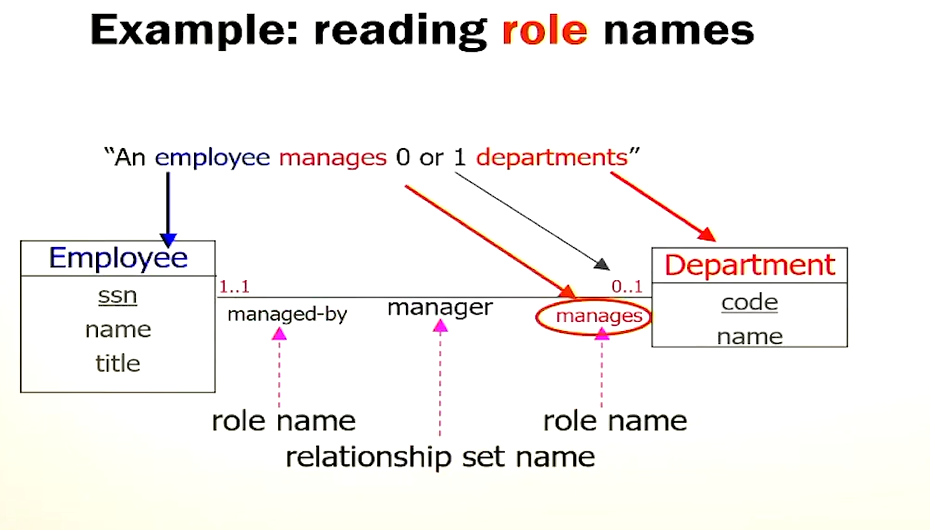 Example: reading role names
“An employee manages 0 or 1 departments”
Employee
ssn
name
title
1..1
managed-by
manager
0..1
manages
Department
code
name
role name
role name
relationship set name